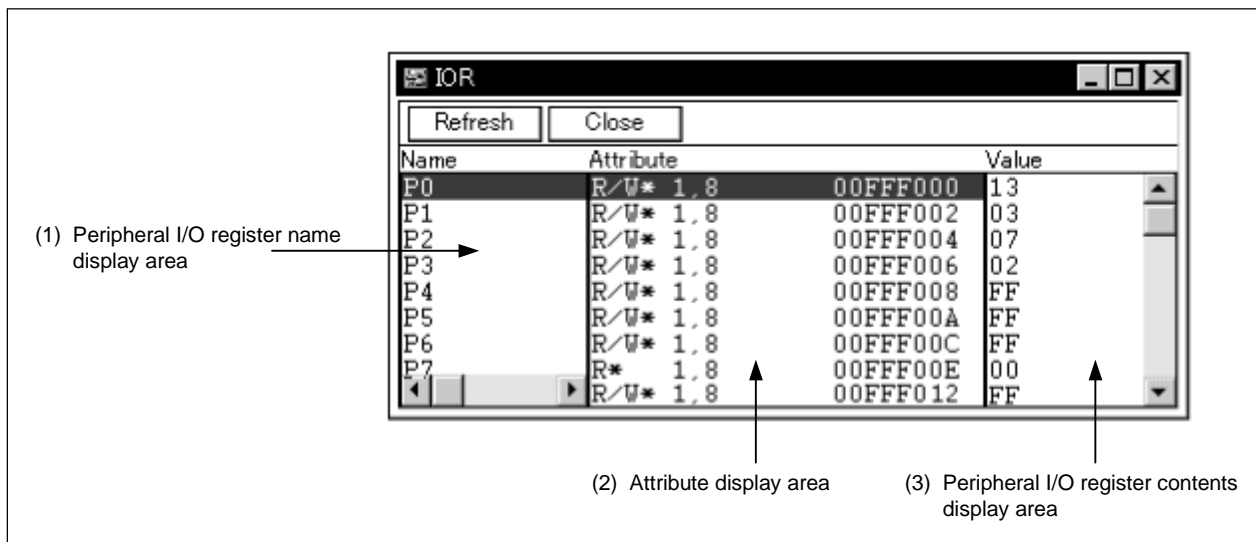 IOR
Refresh Close
Name Attribute Value
P0 R/W* 1,8 00FFF000 13
P1 R/W* 1,8 00FFF002 03
P2 R/W* 1,8 00FFF004 07
P3 R/W* 1,8 00FFF006 02
P4 R/W* 1,8 00FFF008 FF
P5 R/W* 1,8 00FFF00A FF
P6 R/W* 1,8 00FFF00C FF
P7 R* 1,8 00FFF00E 00
R/W* 1,8 00FFF012 FF
(1) Peripheral I/O register name
display area
(2) Attribute display area
(3) Peripheral I/O register contents
display area